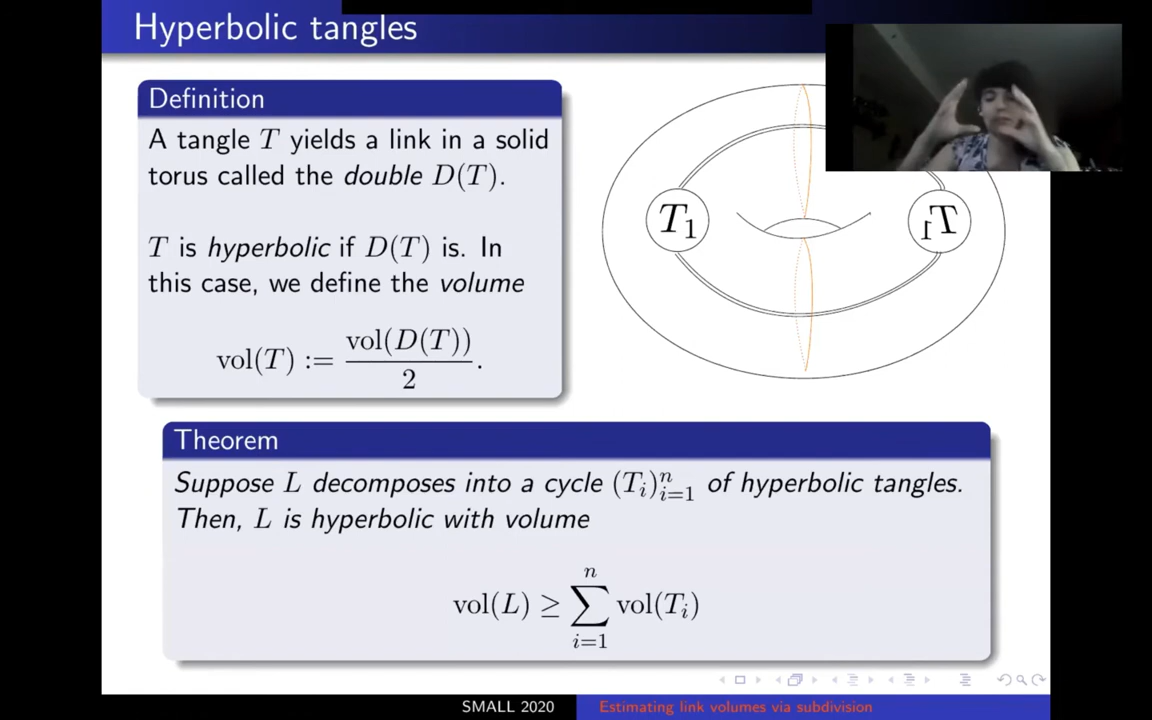 Hyperbolic tangles
Definition
A tangle T yields a link in a solid
torus called the double D(T).
T is hyperbolic if D(T) is. In
this case, we define the volume
vol(T) := vol(D(T))/2.
T₁
T₁
Theorem
Suppose L decomposes into a cycle (Tᵢ)ⁿᵢ₌₁ of hyperbolic tangles.
Then, L is hyperbolic with volume
vol(L) ≥ ∑ⁿᵢ₌₁ vol(Tᵢ)
SMALL 2020
Estimating link volumes via subdivision